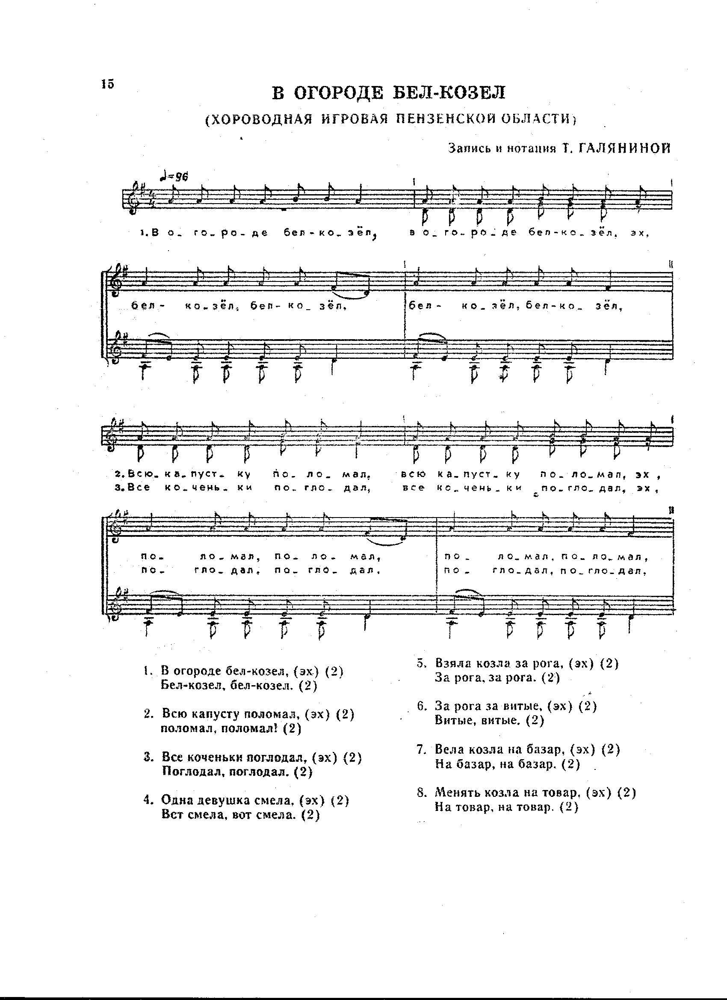 15
В ОГОРОДЕ БЕЛ-КОЗЕЛ
(ХОРОВОДНАЯ ИГРОВАЯ ПЕНЗЕНСКОЙ ОБЛАСТИ)
Запись и нотация Т. ГАЛЯНИНОЙ
♩=96
1. В о- го- ро- де бел-ко- зёл, в о- го- ро- де бел-ко- зёл, эх,
бел- ко- зёл, бел- ко- зёл, бел- ко- зёл, бел-ко- зёл,
2. Всю- ка- пуст- ку по- ло- мал, всю ка- пуст- ку по- ло- мал, эх,
3. Все ко- чень- ки по- гло- дал, все ко- чень- ки по- гло- дал, эх,
по- ло- мал, по- ло- мал, по- ло- мал, по- ло- мал,
по- гло- дал, по- гло- дал, по- гло- дал, по- гло- дал,
1. В огороде бел-козел, (эх) (2)
Бел-козел, бел-козел. (2)
2. Всю капусту поломал, (эх) (2)
поломал, поломал! (2)
3. Все коченьки поглодал, (эх) (2)
Поглодал, поглодал. (2)
4. Одна девушка смела, (эх) (2)
Вот смела, вот смела. (2)
5. Взяла козла за рога, (эх) (2)
За рога, за рога. (2)
6. За рога за витые, (эх) (2)
Витые, витые. (2)
7. Вела козла на базар, (эх) (2)
На базар, на базар. (2)
8. Менять козла на товар, (эх) (2)
На товар, на товар. (2)